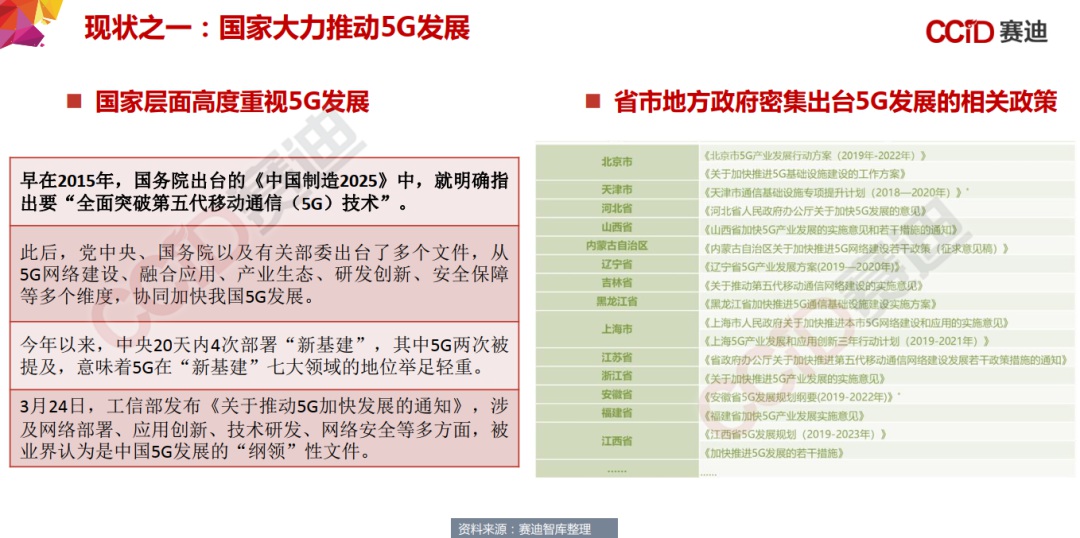 现状之一：国家大力推动5G发展
CCID赛迪
■ 国家层面高度重视5G发展
早在2015年，国务院出台的《中国制造2025》中，就明确指
出要“全面突破第五代移动通信（5G）技术”。
此后，党中央、国务院以及有关部委出台了多个文件，从
5G网络建设、融合应用、产业生态、研发创新、安全保障
等多个维度，协同加快我国5G发展。
今年以来，中央20天内4次部署“新基建”，其中5G两次被
提及，意味着5G在“新基建”七大领域的地位举足轻重。
3月24日，工信部发布《关于推动5G加快发展的通知》，涉
及网络部署、应用创新、技术研发、网络安全等多方面，被
业界认为是中国5G发展的“纲领”性文件。
■ 省市地方政府密集出台5G发展的相关政策
北京市
《北京市5G产业发展行动方案（2019年-2022年）》
《关于加快推进5G基础设施建设的工作方案》
天津市 《天津市通信基础设施专项提升计划（2018—2020年）》
河北省 《河北省人民政府办公厅关于加快5G发展的意见》
山西省 《山西省加快5G产业发展的实施意见和若干措施的通知》
内蒙古自治区 《内蒙古自治区关于加快推进5G网络建设若干政策（征求意见稿）》
辽宁省 《辽宁省5G产业发展方案(2019—2020年)》
吉林省 《关于推动第五代移动通信网络建设的实施意见》
黑龙江省 《黑龙江省加快推进5G通信基础设施建设实施方案》
上海市
《上海市人民政府关于加快推进本市5G网络建设和应用的实施意见》
《上海5G产业发展和应用创新三年行动计划（2019-2021年）》
江苏省 《省政府办公厅关于加快推进第五代移动通信网络建设发展若干政策措施的通知》
浙江省 《关于加快推进5G产业发展的实施意见》
安徽省 《安徽省5G发展规划纲要(2019-2022年)》
福建省 《福建省加快5G产业发展实施意见》
江西省
《江西省5G发展规划（2019-2023年）》
《加快推进5G发展的若干措施》
…… ……
资料来源：赛迪智库整理
CCID赛迪
CCID赛迪